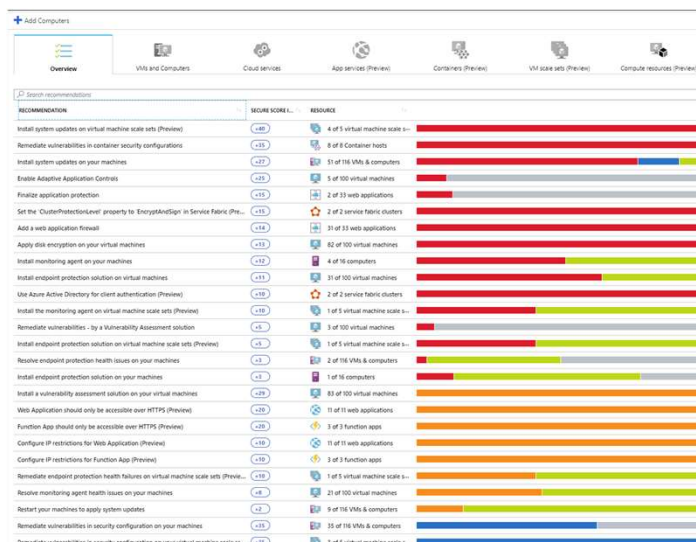 Add Computers
Overview
VMs and Computers
Cloud services
App services (Preview)
Containers (Preview)
VM scale sets (Preview)
Compute resources (Preview)
Search recommendations
RECOMMENDATION SECURE SCORE I... RESOURCE
Install system updates on virtual machine scale sets (Preview) +40 4 of 5 virtual machine scale s...
Remediate vulnerabilities in container security configurations +35 8 of 8 Container hosts
Install system updates on your machines +27 51 of 116 VMs & computers
Enable Adaptive Application Controls +25 5 of 100 virtual machines
Finalize application protection +15 2 of 33 web applications
Set the 'ClusterProtectionLevel' property to 'EncryptAndSign' in Service Fabric (Pre... +15 2 of 2 service fabric clusters
Add a web application firewall +14 31 of 33 web applications
Apply disk encryption on your virtual machines +13 82 of 100 virtual machines
Install monitoring agent on your machines +12 4 of 16 computers
Install endpoint protection solution on virtual machines +11 31 of 100 virtual machines
Use Azure Active Directory for client authentication (Preview) +10 2 of 2 service fabric clusters
Install the monitoring agent on virtual machine scale sets (Preview) +10 1 of 5 virtual machine scale s...
Remediate vulnerabilities - by a Vulnerability Assessment solution +5 3 of 100 virtual machines
Install endpoint protection solution on virtual machine scale sets (Preview) +5 1 of 5 virtual machine scale s...
Resolve endpoint protection health issues on your machines +3 2 of 116 VMs & computers
Install endpoint protection solution on your machines +3 1 of 16 computers
Install a vulnerability assessment solution on your virtual machines +29 83 of 100 virtual machines
Web Application should only be accessible over HTTPS (Preview) +20 11 of 11 web applications
Function App should only be accessible over HTTPS (Preview) +20 3 of 3 function apps
Configure IP restrictions for Web Application (Preview) +10 11 of 11 web applications
Configure IP restrictions for Function App (Preview) +10 3 of 3 function apps
Remediate endpoint protection health failures on virtual machine scale sets (Previe... +10 1 of 5 virtual machine scale s...
Resolve monitoring agent health issues on your machines +8 21 of 100 virtual machines
Restart your machines to apply system updates +2 9 of 116 VMs & computers
Remediate vulnerabilities in security configuration on your machines +35 35 of 116 VMs & computers